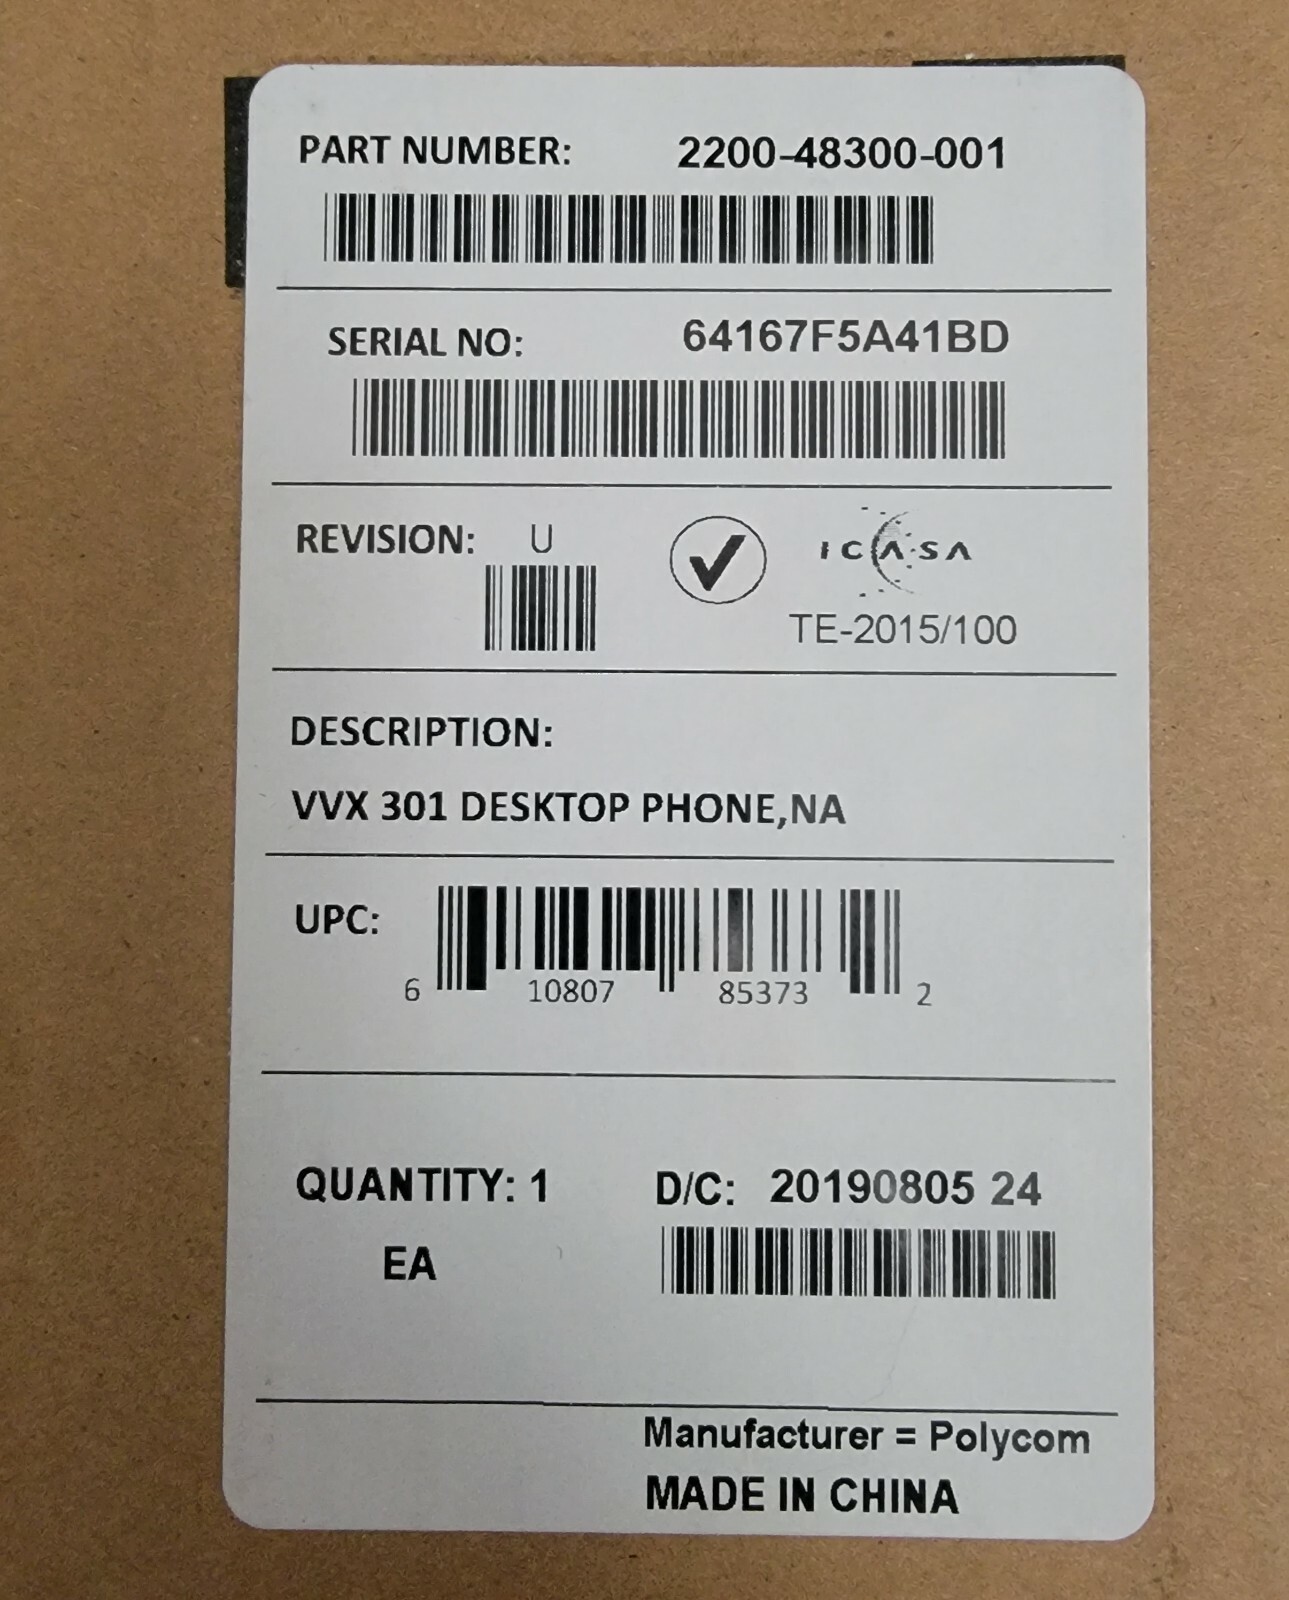 PART NUMBER: 2200-48300-001
SERIAL NO: 64167F5A41BD
REVISION: U
ICASA
TE-2015/100
DESCRIPTION:
VVX 301 DESKTOP PHONE,NA
UPC:
6 10807 85373 2
QUANTITY: 1 D/C: 20190805 24
EA
Manufacturer = Polycom
MADE IN CHINA